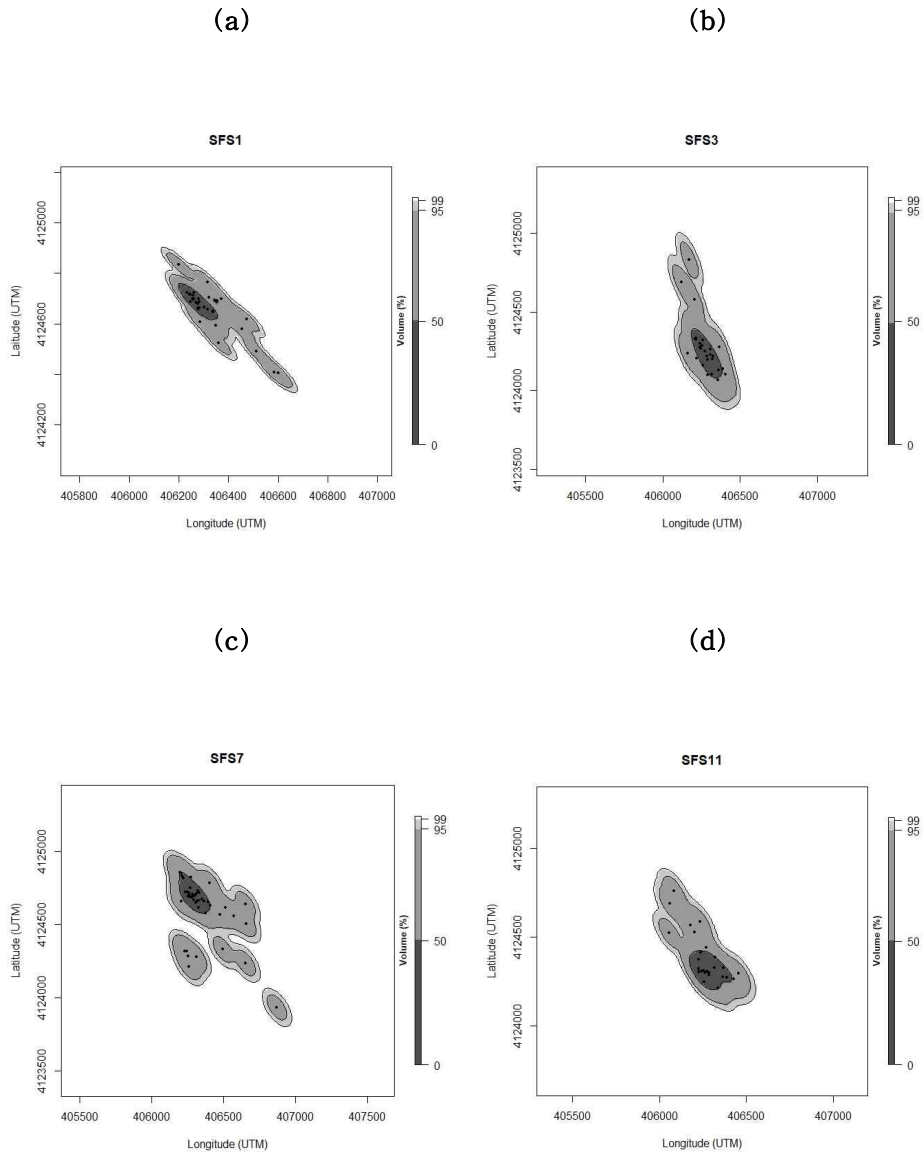 (a)
SFS1
4125000
4124600
4124200
Laitude (UTM)
405800 406000 406200 406400 406600 406800 407000
Longitude (UTM)
99
95
50
0
Volume (%)
(b)
SFS3
4125000
4124500
4124000
4123500
Latitude (UTM)
405500 406000 406500 407000
Longitude (UTM)
99
95
50
0
Volume (%)
(c)
SFS7
4125000
4124500
4124000
4123500
Latitude (UTM)
405500 406000 406500 407000 407500
Longitude (UTM)
99
95
50
0
Volume (%)
(d)
SFS11
4125000
4124500
4124000
Latitude (UTM)
405500 406000 406500 407000
Longitude (UTM)
99
95
50
0
Volume (%)